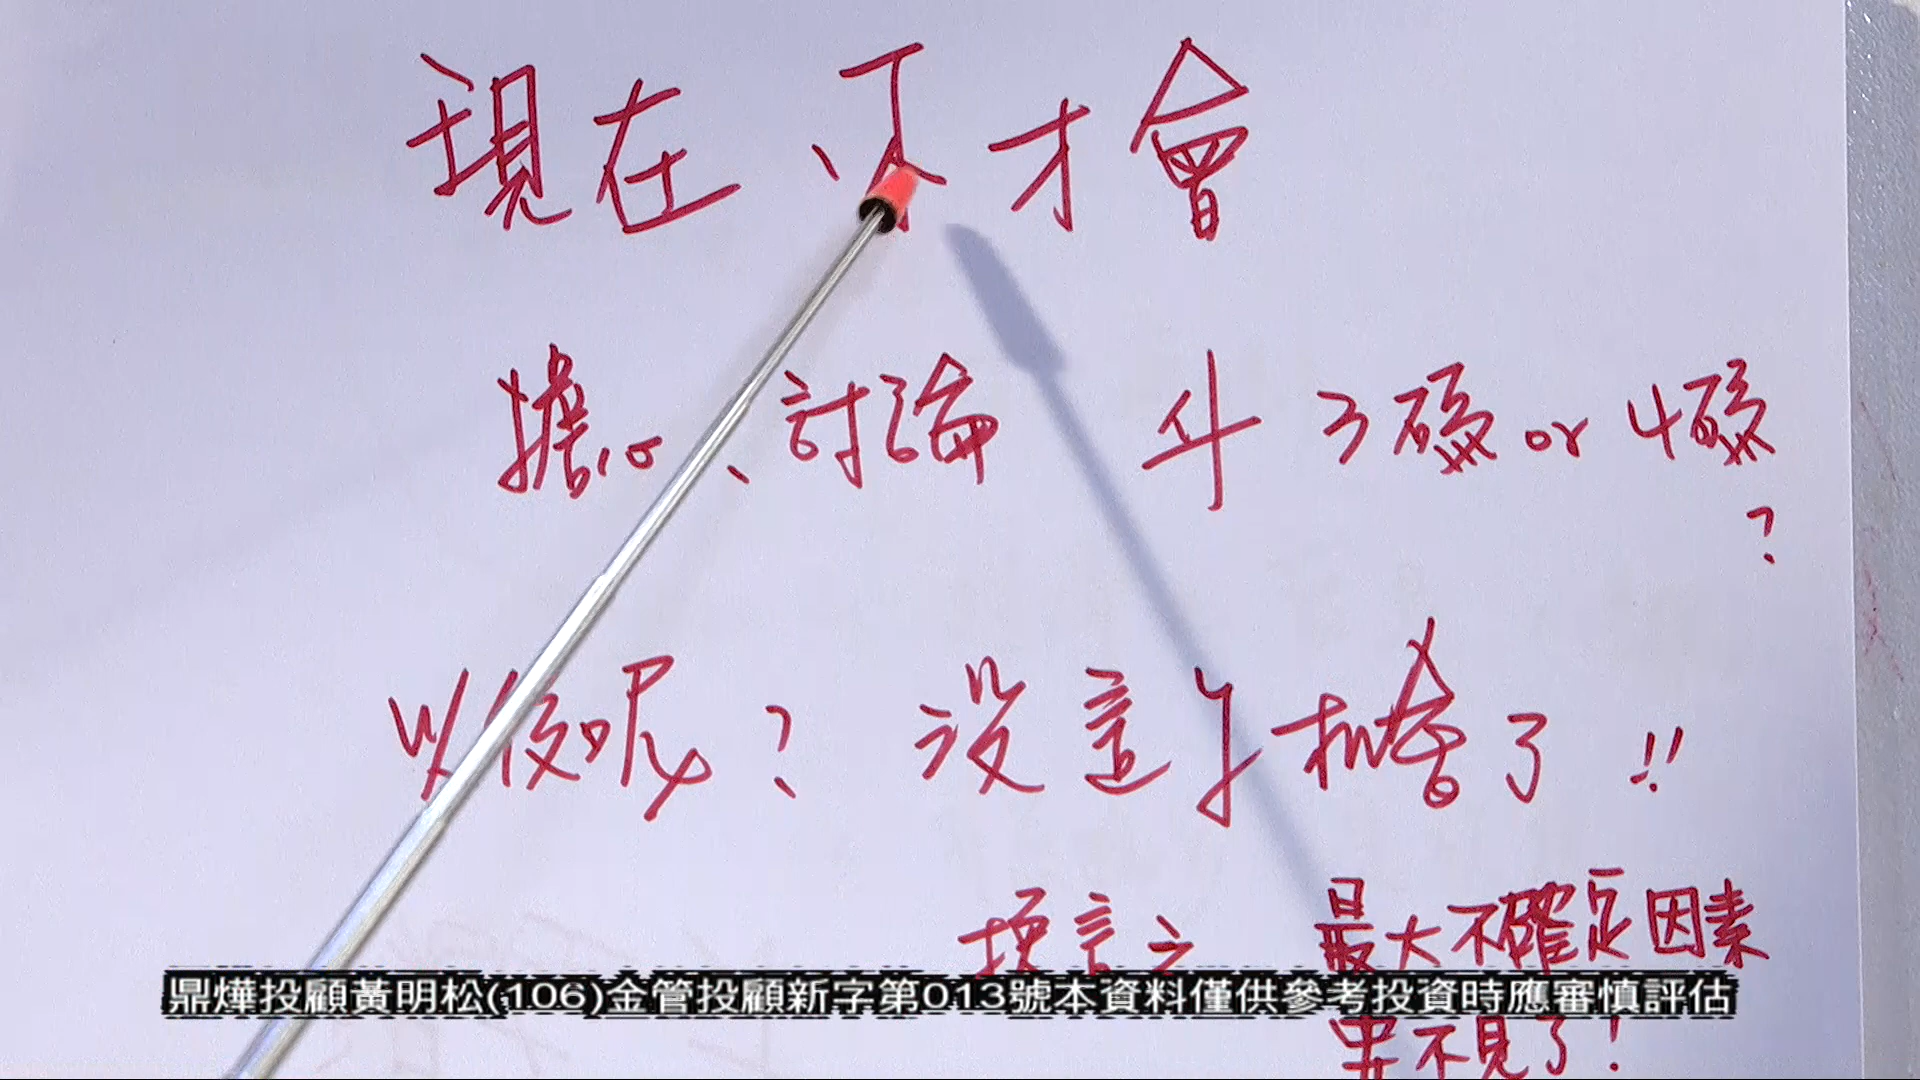 現在 不才會
擔心、討論 升 3碼 or 4碼
?
以後呢? 沒這個機會了!!
換言之 最大不確定因素
要不見了!
鼎燁投顧黃明松(106)金管投顧新字第013號本資料僅供參考投資時應審慎評估